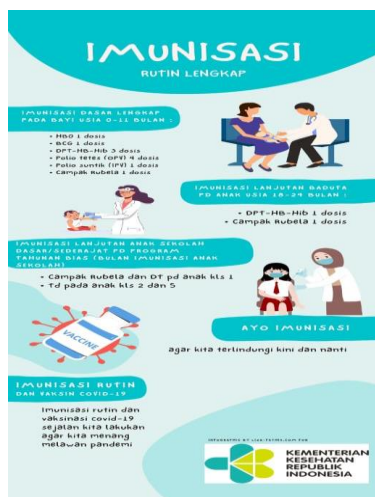 IMUNISASI
RUTIN LENGKAP
IMUNISASI DASAR LENGKAP
PADA BAYI USIA 0-11 BULAN :
• HBO 1 dosis
• BCG 1 dosis
• DPT-HB-Hib 3 dosis
• Polio tetes (OPV) 4 dosis
• Polio suntik (IPV) 1 dosis
• Campak Rubela 1 dosis
IMUNISASI LANJUTAN BADUTA
PD ANAK USIA 18-24 BULAN :
• DPT-HB-Hib 1 dosis
• Campak Rubela 1 dosis
IMUNISASI LANJUTAN ANAK SEKOLAH
DASAR/SEDERAJAT PD PROGRAM
TAHUNAN BIAS (BULAN IMUNISASI ANAK
SEKOLAH)
• Campak Rubela dan DT pd anak kls 1
• Td pada anak kls 2 dan 5
VACCINE
AYO IMUNISASI
agar kita terlindungi kini dan nanti
IMUNISASI RUTIN
DAN VAKSIN COVID-19
Imunisasi rutin dan
vaksinasi covid-19
sejalan kita lakukan
agar kita menang
melawan pandemi
KEMENTERIAN
KESEHATAN
REPUBLIK
INDONESIA